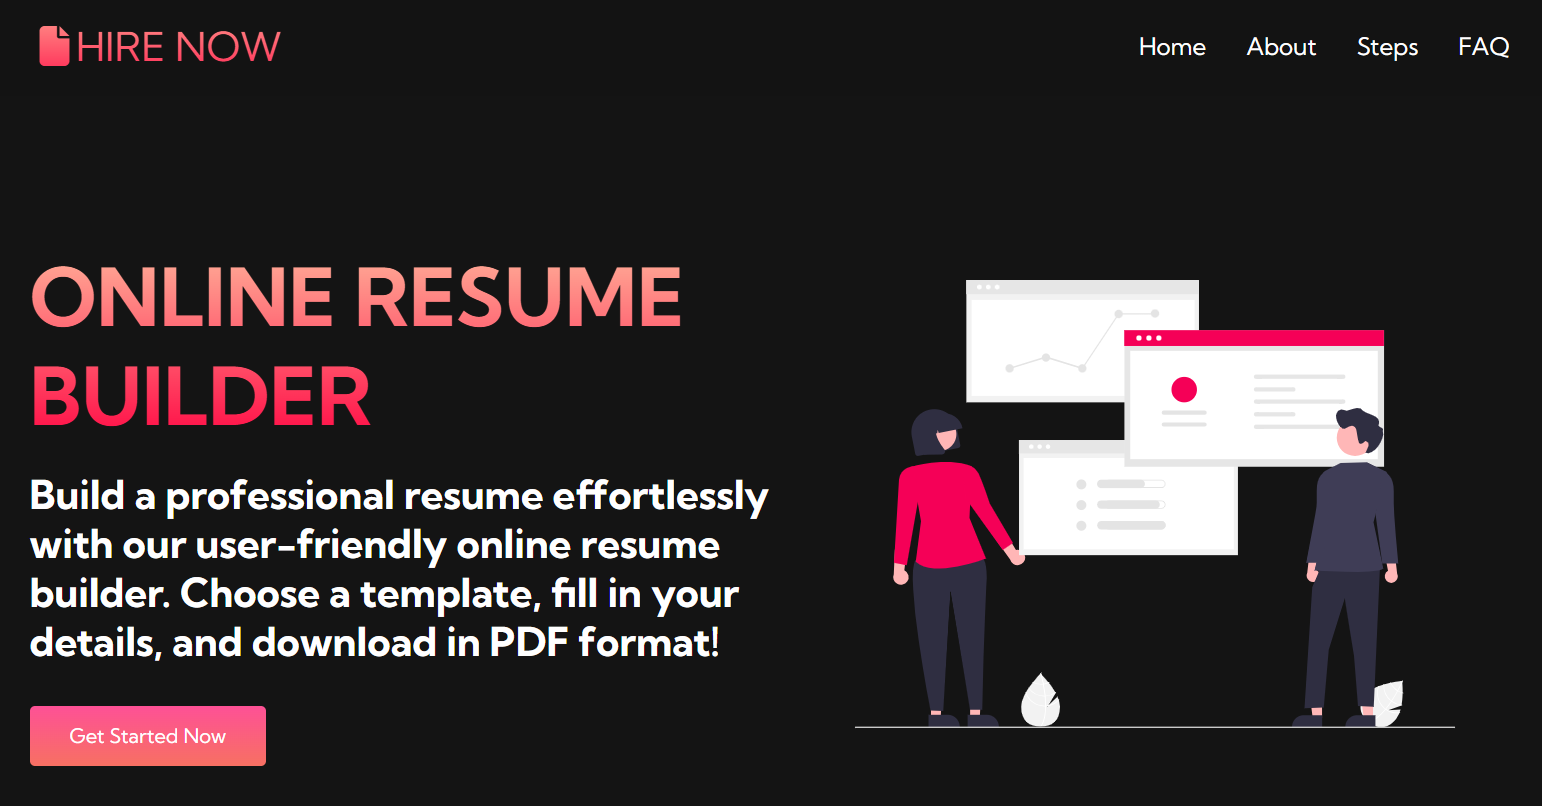 HIRE NOW
Home About Steps FAQ
ONLINE RESUME
BUILDER
Build a professional resume effortlessly
with our user-friendly online resume
builder. Choose a template, fill in your
details, and download in PDF format!
Get Started Now